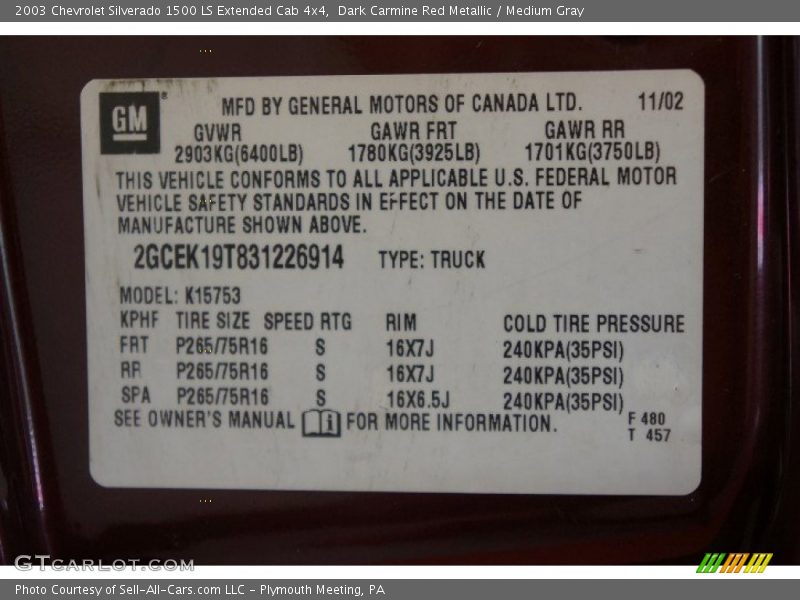 2003 Chevrolet Silverado 1500 LS Extended Cab 4x4,  Dark Carmine Red Metallic / Medium Gray
GM® MFD BY GENERAL MOTORS OF CANADA LTD. 11/02
GVWR GAWR FRT GAWR RR
2903KG(6400LB) 1780KG(3925LB) 1701KG(3750LB)
THIS VEHICLE CONFORMS TO ALL APPLICABLE U.S. FEDERAL MOTOR
VEHICLE SAFETY STANDARDS IN EFFECT ON THE DATE OF
MANUFACTURE SHOWN ABOVE.
2GCEK19T831226914 TYPE: TRUCK
MODEL: K15753
KPHF TIRE SIZE SPEED RTG RIM COLD TIRE PRESSURE
FRT P265/75R16 S 16X7J 240KPA(35PSI)
RR P265/75R16 S 16X7J 240KPA(35PSI)
SPA P265/75R16 S 16X6.5J 240KPA(35PSI)
SEE OWNER'S MANUAL i FOR MORE INFORMATION. F 480
T 457
GTcarlot.com
Photo Courtesy of Sell-All-Cars.com LLC - Plymouth Meeting, PA